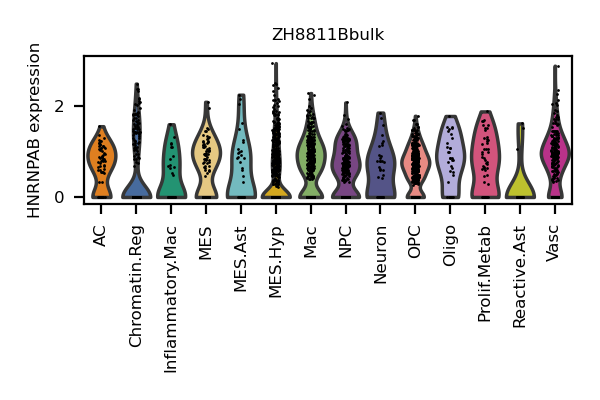 ZH8811Bbulk
HNRNPAB expression
2
0
AC
Chromatin.Reg
Inflammatory.Mac
MES
MES.Ast
MES.Hyp
Mac
NPC
Neuron
OPC
Oligo
Prolif.Metab
Reactive.Ast
Vasc